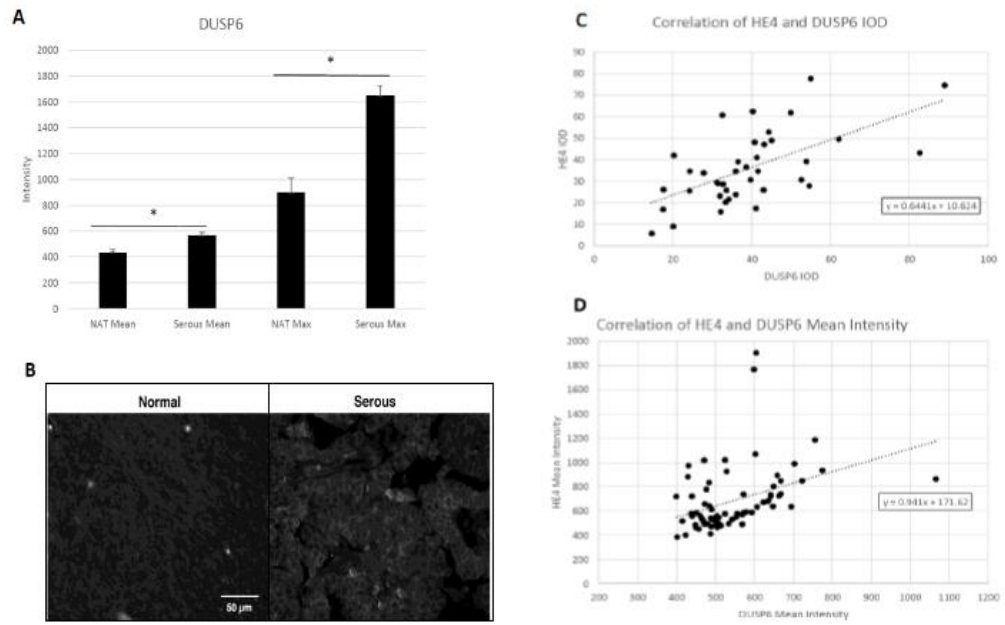 A
DUSP6
2000
1800
1600
1400
1200
1000
800
600
400
200
0
Intensity
*
*
NAT Mean
Serous Mean
NAT Max
Serous Max
B
Normal
Serous
50 µm
C
Correlation of HE4 and DUSP6 IOD
90
80
70
60
50
40
30
20
10
0
HE4 IOD
y = 0.6441x + 10.624
0 20 40 60 80 100
DUSP6 IOD
D
Correlation of HE4 and DUSP6 Mean Intensity
2000
1800
1600
1400
1200
1000
800
600
400
200
0
HE4 Mean Intensity
y = 0.941x + 171.62
200 300 400 500 600 700 800 900 1000 1100 1200
DUSP6 Mean Intensity